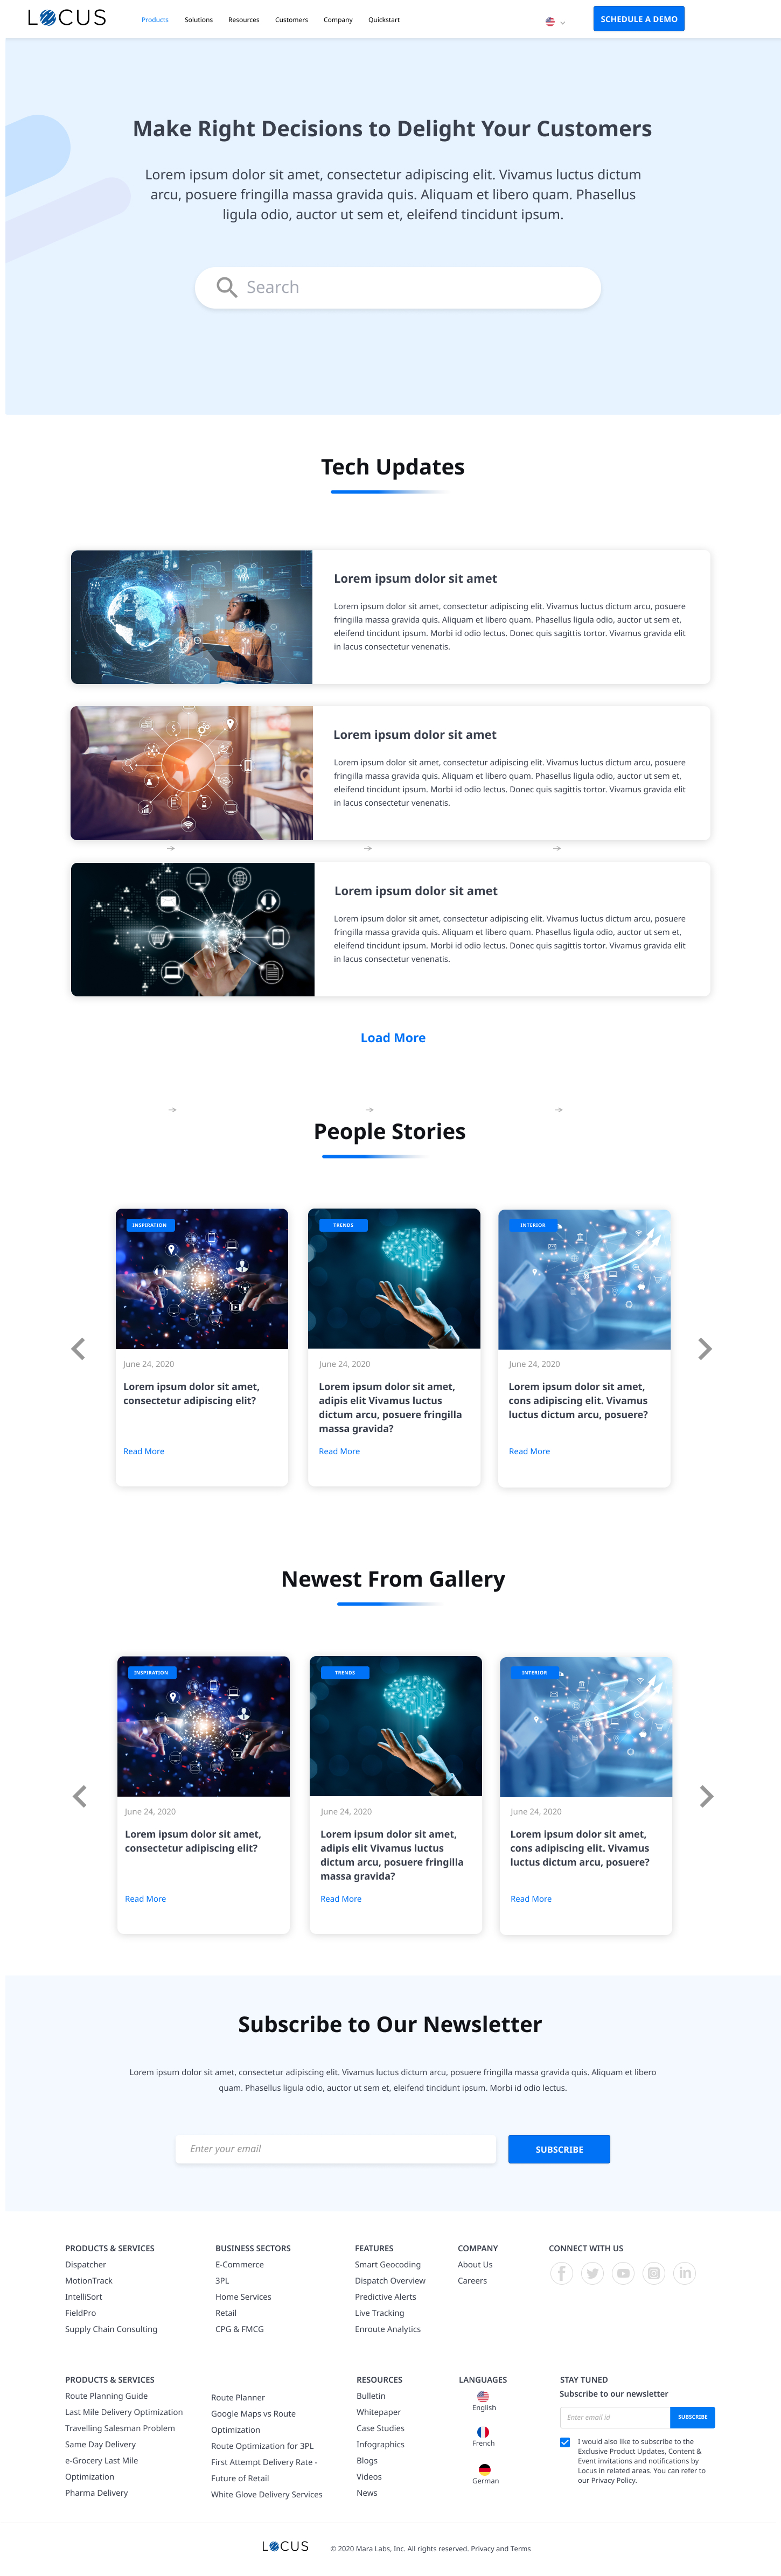 LOCUS
Products Solutions Resources Customers Company Quickstart
SCHEDULE A DEMO
Make Right Decisions to Delight Your Customers
Lorem ipsum dolor sit amet, consectetur adipiscing elit. Vivamus luctus dictum
arcu, posuere fringilla massa gravida quis. Aliquam et libero quam. Phasellus
ligula odio, auctor ut sem et, eleifend tincidunt ipsum.
Search
Tech Updates
Lorem ipsum dolor sit amet
Lorem ipsum dolor sit amet, consectetur adipiscing elit. Vivamus luctus dictum arcu, posuere
fringilla massa gravida quis. Aliquam et libero quam. Phasellus ligula odio, auctor ut sem et,
eleifend tincidunt ipsum. Morbi id odio lectus. Donec quis sagittis tortor. Vivamus gravida elit
in lacus consectetur venenatis.
Lorem ipsum dolor sit amet
Lorem ipsum dolor sit amet, consectetur adipiscing elit. Vivamus luctus dictum arcu, posuere
fringilla massa gravida quis. Aliquam et libero quam. Phasellus ligula odio, auctor ut sem et,
eleifend tincidunt ipsum. Morbi id odio lectus. Donec quis sagittis tortor. Vivamus gravida elit
in lacus consectetur venenatis.
Lorem ipsum dolor sit amet
Lorem ipsum dolor sit amet, consectetur adipiscing elit. Vivamus luctus dictum arcu, posuere
fringilla massa gravida quis. Aliquam et libero quam. Phasellus ligula odio, auctor ut sem et,
eleifend tincidunt ipsum. Morbi id odio lectus. Donec quis sagittis tortor. Vivamus gravida elit
in lacus consectetur venenatis.
Load More
People Stories
INSPIRATION
June 24, 2020
Lorem ipsum dolor sit amet,
consectetur adipiscing elit?
Read More
TRENDS
June 24, 2020
Lorem ipsum dolor sit amet,
adipis elit Vivamus luctus
dictum arcu, posuere fringilla
massa gravida?
Read More
INTERIOR
June 24, 2020
Lorem ipsum dolor sit amet,
cons adipiscing elit. Vivamus
luctus dictum arcu, posuere?
Read More
Newest From Gallery
INSPIRATION
June 24, 2020
Lorem ipsum dolor sit amet,
consectetur adipiscing elit?
Read More
TRENDS
June 24, 2020
Lorem ipsum dolor sit amet,
adipis elit Vivamus luctus
dictum arcu, posuere fringilla
massa gravida?
Read More
INTERIOR
June 24, 2020
Lorem ipsum dolor sit amet,
cons adipiscing elit. Vivamus
luctus dictum arcu, posuere?
Read More
Subscribe to Our Newsletter
Lorem ipsum dolor sit amet, consectetur adipiscing elit. Vivamus luctus dictum arcu, posuere fringilla massa gravida quis. Aliquam et libero
quam. Phasellus ligula odio, auctor ut sem et, eleifend tincidunt ipsum. Morbi id odio lectus.
Enter your email
SUBSCRIBE
PRODUCTS & SERVICES
Dispatcher
MotionTrack
IntelliSort
FieldPro
Supply Chain Consulting
BUSINESS SECTORS
E-Commerce
3PL
Home Services
Retail
CPG & FMCG
FEATURES
Smart Geocoding
Dispatch Overview
Predictive Alerts
Live Tracking
Enroute Analytics
COMPANY
About Us
Careers
CONNECT WITH US
PRODUCTS & SERVICES
Route Planning Guide
Last Mile Delivery Optimization
Travelling Salesman Problem
Same Day Delivery
e-Grocery Last Mile
Optimization
Pharma Delivery
Route Planner
Google Maps vs Route
Optimization
Route Optimization for 3PL
First Attempt Delivery Rate -
Future of Retail
White Glove Delivery Services
RESOURCES
Bulletin
Whitepaper
Case Studies
Infographics
Blogs
Videos
News
LANGUAGES
English
French
German
STAY TUNED
Subscribe to our newsletter
Enter email id
SUBSCRIBE
I would also like to subscribe to the
Exclusive Product Updates, Content &
Event invitations and notifications by
Locus in related areas. You can refer to
our Privacy Policy.
LOCUS
© 2020 Mara Labs, Inc. All rights reserved. Privacy and Terms